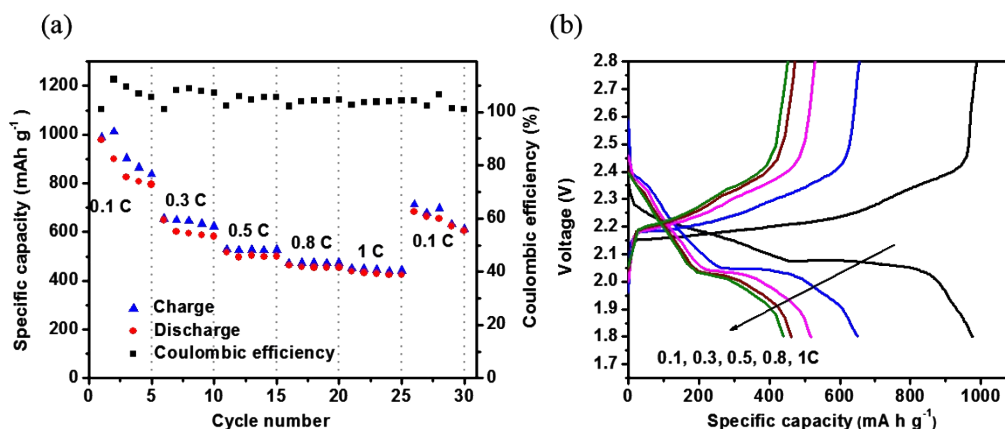 (a)
Specific capacity (mAh g⁻¹)
1200
1000
800
600
400
200
0
0.1 C
0.3 C
0.5 C
0.8 C
1 C
0.1 C
Charge
Discharge
Coulombic efficiency
0 5 10 15 20 25 30
Cycle number
100
80
60
40
20
0
Coulombic efficiency (%)
(b)
Voltage (V)
2.8
2.7
2.6
2.5
2.4
2.3
2.2
2.1
2.0
1.9
1.8
1.7
0.1, 0.3, 0.5, 0.8, 1C
0 200 400 600 800 1000
Specific capacity (mA h g⁻¹)